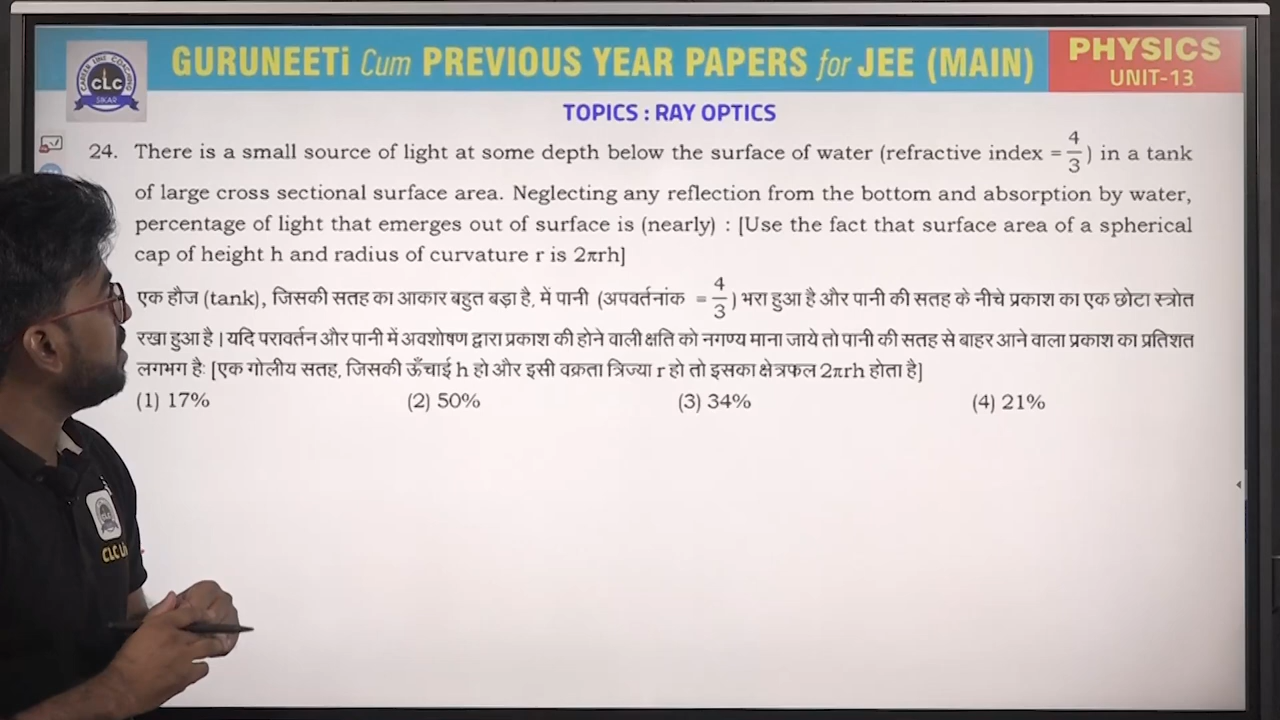 GURUNEETi Cum PREVIOUS YEAR PAPERS for JEE (MAIN)
PHYSICS
UNIT-13
CLC
SIKAR
TOPICS : RAY OPTICS
24. There is a small source of light at some depth below the surface of water (refractive index = 4/3) in a tank
of large cross sectional surface area. Neglecting any reflection from the bottom and absorption by water,
percentage of light that emerges out of surface is (nearly) : [Use the fact that surface area of a spherical
cap of height h and radius of curvature r is 2πrh]
एक हौज (tank), जिसकी सतह का आकार बहुत बड़ा है, में पानी (अपवर्तनांक = 4/3) भरा हुआ है और पानी की सतह के नीचे प्रकाश का एक छोटा स्त्रोत
रखा हुआ है। यदि परावर्तन और पानी में अवशोषण द्वारा प्रकाश की होने वाली क्षति को नगण्य माना जाये तो पानी की सतह से बाहर आने वाला प्रकाश का प्रतिशत
लगभग है: [एक गोलीय सतह, जिसकी ऊँचाई h हो और इसी वक्रता त्रिज्या r हो तो इसका क्षेत्रफल 2πrh होता है]
(1) 17% (2) 50% (3) 34% (4) 21%